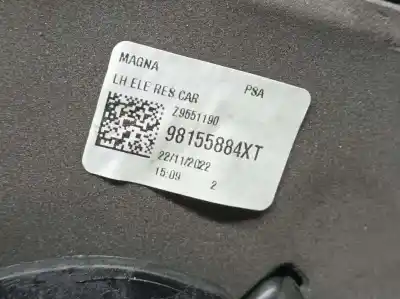 MAGNA
PSA
LH ELE RES CAR
Z9551190
98155884XT
22/11/2022
15:09
2